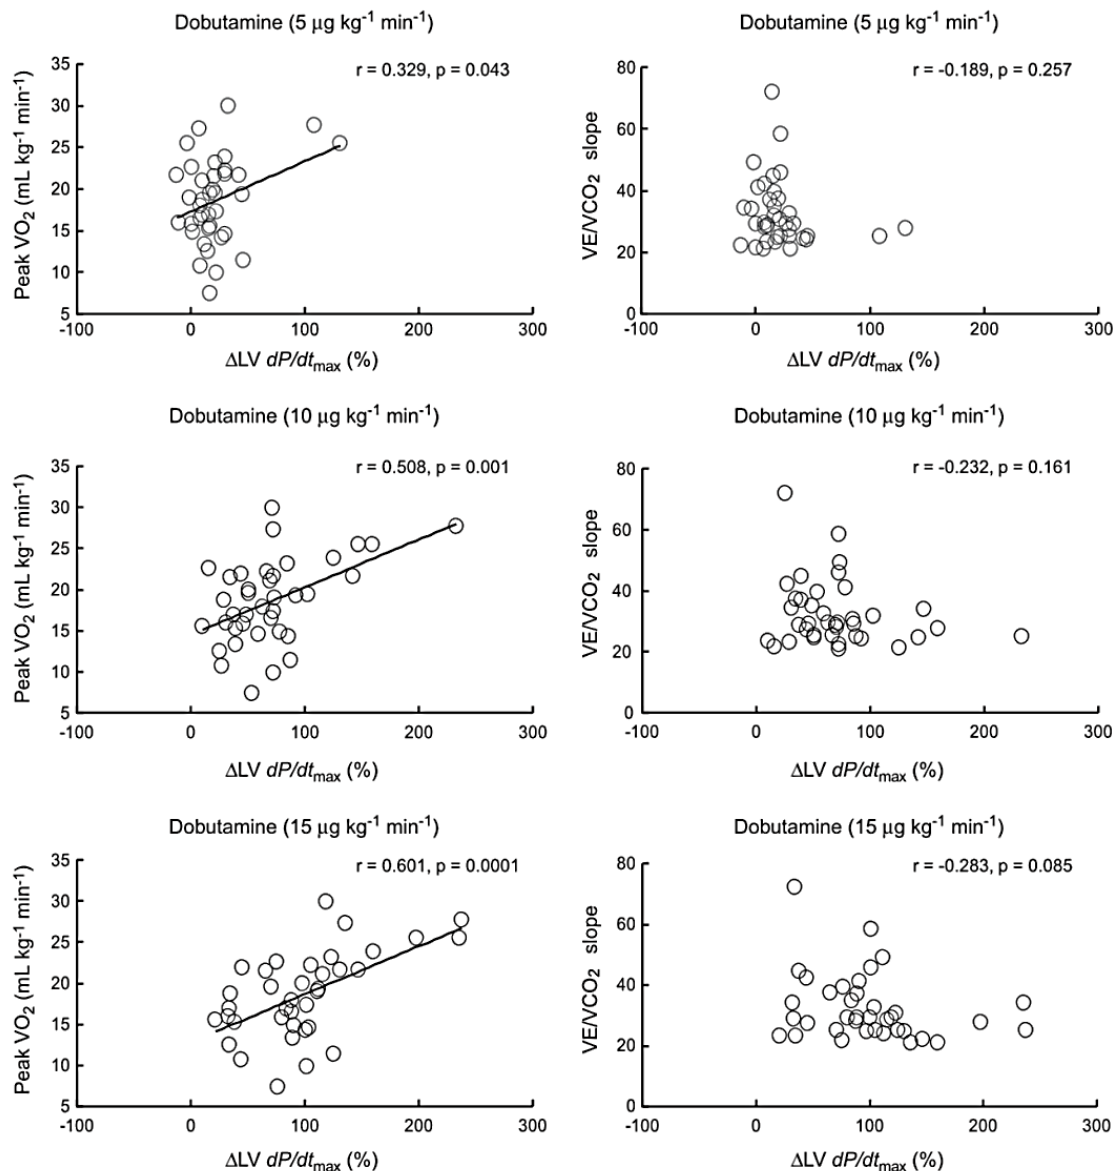 Dobutamine (5 μg kg⁻¹ min⁻¹)
r = 0.329, p = 0.043
Peak VO₂ (mL kg⁻¹ min⁻¹)
35
30
25
20
15
10
5
-100
0
100
200
300
ΔLV dP/dtmax (%)
Dobutamine (5 μg kg⁻¹ min⁻¹)
r = -0.189, p = 0.257
VE/VCO₂ slope
80
60
40
20
0
-100
0
100
200
300
ΔLV dP/dtmax (%)
Dobutamine (10 μg kg⁻¹ min⁻¹)
r = 0.508, p = 0.001
Peak VO₂ (mL kg⁻¹ min⁻¹)
35
30
25
20
15
10
5
-100
0
100
200
300
ΔLV dP/dtmax (%)
Dobutamine (10 μg kg⁻¹ min⁻¹)
r = -0.232, p = 0.161
VE/VCO₂ slope
80
60
40
20
0
-100
0
100
200
300
ΔLV dP/dtmax (%)
Dobutamine (15 μg kg⁻¹ min⁻¹)
r = 0.601, p = 0.0001
Peak VO₂ (mL kg⁻¹ min⁻¹)
35
30
25
20
15
10
5
-100
0
100
200
300
ΔLV dP/dtmax (%)
Dobutamine (15 μg kg⁻¹ min⁻¹)
r = -0.283, p = 0.085
VE/VCO₂ slope
80
60
40
20
0
-100
0
100
200
300
ΔLV dP/dtmax (%)